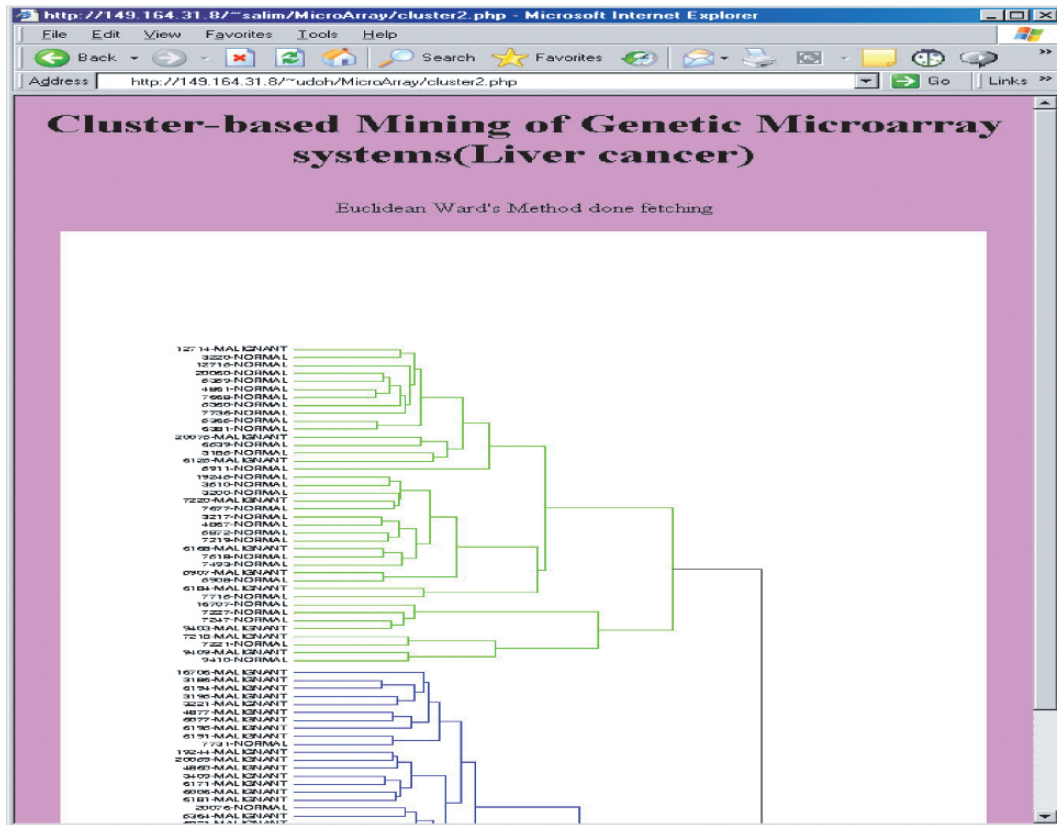 http://149.164.31.8/~salim/MicroArray/cluster2.php - Microsoft Internet Explorer
File Edit View Favorites Tools Help
Back Search Favorites
Address http://149.164.31.8/~udoh/MicroArray/cluster2.php Go Links
Cluster-based Mining of Genetic Microarray
systems(Liver cancer)
Euclidean Ward's Method done fetching
12714-MALIGNANT
3220-NORMAL
12716-NORMAL
20060-NORMAL
6369-NORMAL
4861-NORMAL
7668-NORMAL
6360-NORMAL
7736-NORMAL
6366-NORMAL
6381-NORMAL
20075-MALIGNANT
6639-NORMAL
3186-NORMAL
6126-MALIGNANT
6911-NORMAL
19246-NORMAL
3610-NORMAL
3200-NORMAL
7220-MALIGNANT
7677-NORMAL
3217-NORMAL
4867-NORMAL
6872-NORMAL
7219-NORMAL
6168-MALIGNANT
7618-NORMAL
7493-NORMAL
6907-MALIGNANT
6908-NORMAL
6184-MALIGNANT
7716-NORMAL
16707-NORMAL
7227-NORMAL
7247-NORMAL
9403-MALIGNANT
7218-MALIGNANT
7221-NORMAL
9409-MALIGNANT
9410-NORMAL
16706-MALIGNANT
3186-MALIGNANT
6194-MALIGNANT
3196-MALIGNANT
3221-MALIGNANT
4877-MALIGNANT
6077-MALIGNANT
6196-MALIGNANT
6191-MALIGNANT
7731-NORMAL
19244-MALIGNANT
20069-MALIGNANT
4860-MALIGNANT
3409-MALIGNANT
6171-MALIGNANT
6006-MALIGNANT
6181-MALIGNANT
20076-NORMAL
6364-MALIGNANT